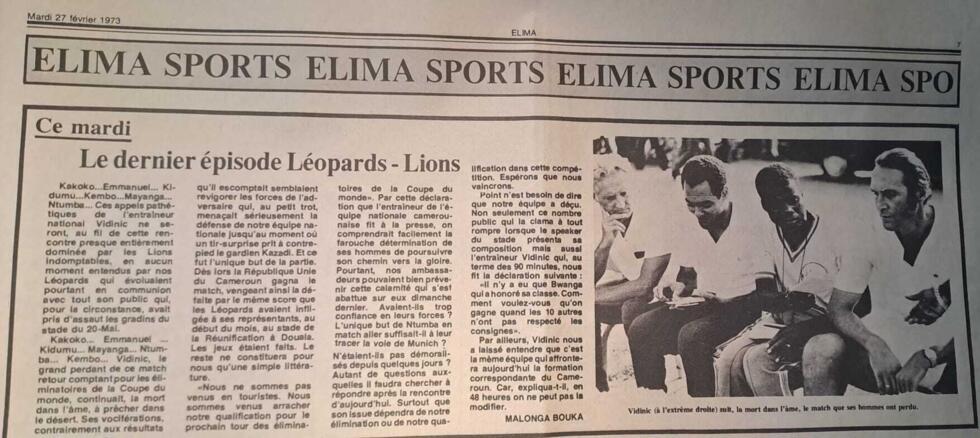 Mardi 27 février 1973
ELIMA
7
ELIMA SPORTS ELIMA SPORTS ELIMA SPORTS ELIMA SPO
Ce mardi
Le dernier épisode Léopards - Lions
Kakoko...Emmanuel... Ki-
dumu...Kembo...Mayanga...
Ntumba... Ces appels pathé-
tiques de l'entraîneur
national Vidinic ne se-
ront, au fil de cette ren-
contre presque entièrement
dominée par les Lions
Indomptables, en aucun
moment entendus par nos
Léopards qui évoluaient
pourtant en communion
avec tout son public qui,
pour la circonstance, avait
pris d'assaut les gradins du
stade du 20-Mai.
Kakoko... Emmanuel ...
Kidumu... Mayanga... Ntum-
ba... Kembo... Vidinic, le
grand perdant de ce match
retour comptant pour les éli-
minatoires de la Coupe du
monde, continuait, la mort
dans l'âme, à prêcher dans
le désert. Ses vociférations,
contrairement aux résultats
qu'il escomptait semblaient
revigorer les forces de l'ad-
versaire qui, au petit trot,
menaçait sérieusement la
défense de notre équipe na-
tionale jusqu'au moment où
un tir-surprise prit à contre-
pied le gardien Kazadi. Et ce
fut l'unique but de la partie.
Dès lors la République Unie
du Cameroun gagna le
match, vengeant ainsi la dé-
faite par le même score que
les Léopards avaient infli-
gée à ses représentants, au
début du mois, au stade de
la Réunification à Douala.
Les jeux étaient faits. Le
reste ne constituera pour
nous qu'une simple litté-
rature.
«Nous ne sommes pas
venus en touristes. Nous
sommes venus arracher
notre qualification pour le
prochain tour des élimina-
toires de la Coupe du
monde». Par cette déclara-
tion que l'entraineur de l'é-
quipe nationale camerou-
naise fit à la presse, on
comprendrait facilement la
farouche détermination de
ses hommes de poursuivre
son chemin vers la gloire.
Pourtant, nos ambassa-
deurs pouvaient bien préve-
nir cette calamité qui s'est
abattue sur eux dimanche
dernier. Avaient-ils trop
confiance en leurs forces ?
L'unique but de Ntumba en
match aller suffisait-il à leur
tracer la voie de Munich ?
N'étaient-ils pas démorali-
sés depuis quelques jours ?
Autant de questions aux-
quelles il faudra chercher à
répondre après la rencontre
d'aujourd'hui. Surtout que
son issue dépendra de notre
élimination ou de notre qua-
lification dans cette compé-
tition. Espérons que nous
vaincrons.
Point n'est besoin de dire
que notre équipe a déçu.
Non seulement ce nombre
public qui la clama à tout
rompre lorsque le speaker
du stade présenta sa
composition mais aussi
l'entraîneur Vidinic qui, au
terme des 90 minutes, nous
fit la déclaration suivante :
«Il n'y a eu que Bwanga
qui a honoré sa classe. Com-
ment voulez-vous qu'on
gagne quand les 10 autres
n'ont pas respecté les
consignes».
Par ailleurs, Vidinic nous
a laissé entendre que c'est
la même équipe qui affronte-
ra aujourd'hui la formation
correspondante du Came-
roun. Car, expliqua-t-il, en
48 heures on ne peut pas la
modifier.
MALONGA BOUKA
Vidinic (à l'extrême droite) suit, la mort dans l'âme, le match que ses hommes ont perdu.